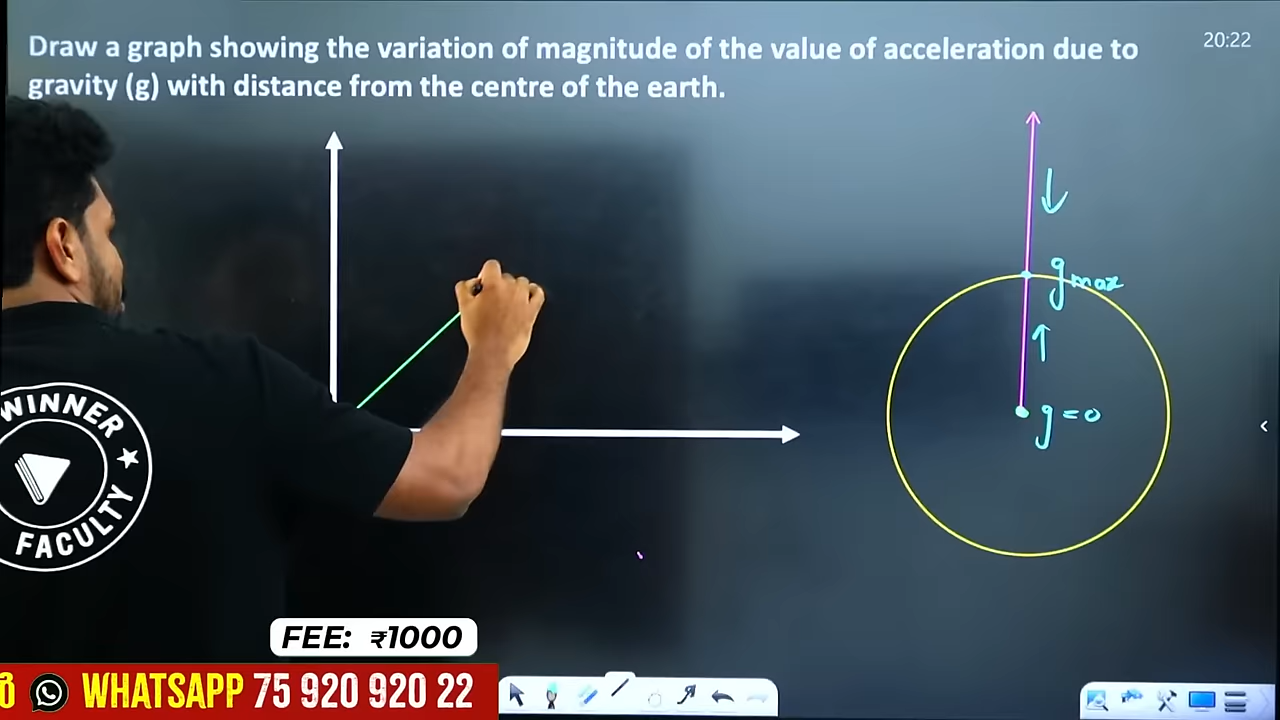 Draw a graph showing the variation of magnitude of the value of acceleration due to
gravity (g) with distance from the centre of the earth.
20:22
g max
g = 0
WINNER
FACULTY
FEE: ₹1000
WHATSAPP 75 920 920 22